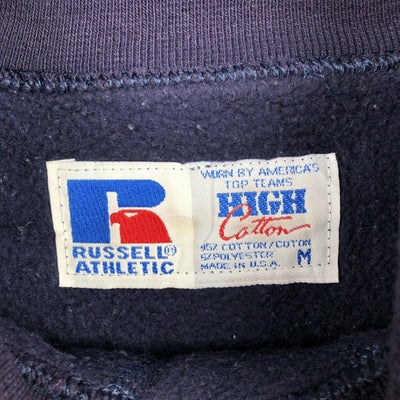 R
RUSSELL®
ATHLETIC
WORN BY AMERICA'S
TOP TEAMS
HIGH
Cotton
95% COTTON/COTON
5% POLYESTER
MADE IN U.S.A.
M